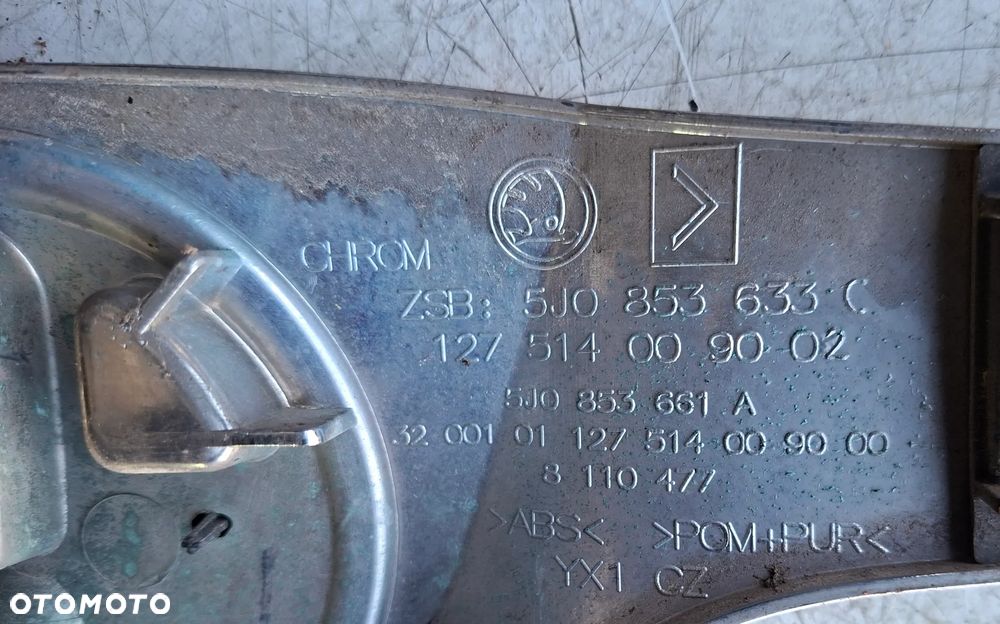 CHROM
ZSB: 5J0 853 633 C
127 514 00 90 02
5J0 853 661 A
32 001 01 127 514 00 90 00
8 110 477
>ABS< >POM+PUR<
YX1 CZ
OTOMOTO